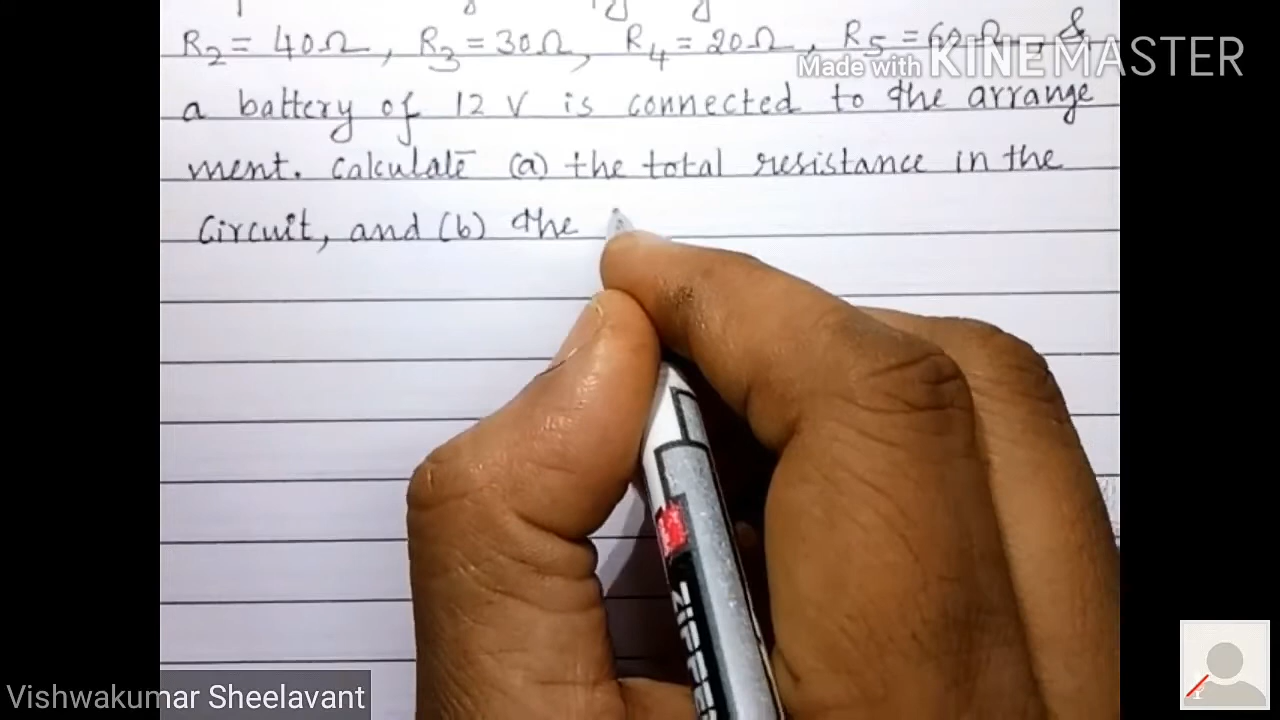 R2 = 40Ω, R3 = 30Ω, R4 = 20Ω, R5 = 60Ω, &
Made with KINEMASTER
a battery of 12 V is connected to the arrange
ment. Calculate (a) the total resistance in the
Circuit, and (b) the
Vishwakumar Sheelavant